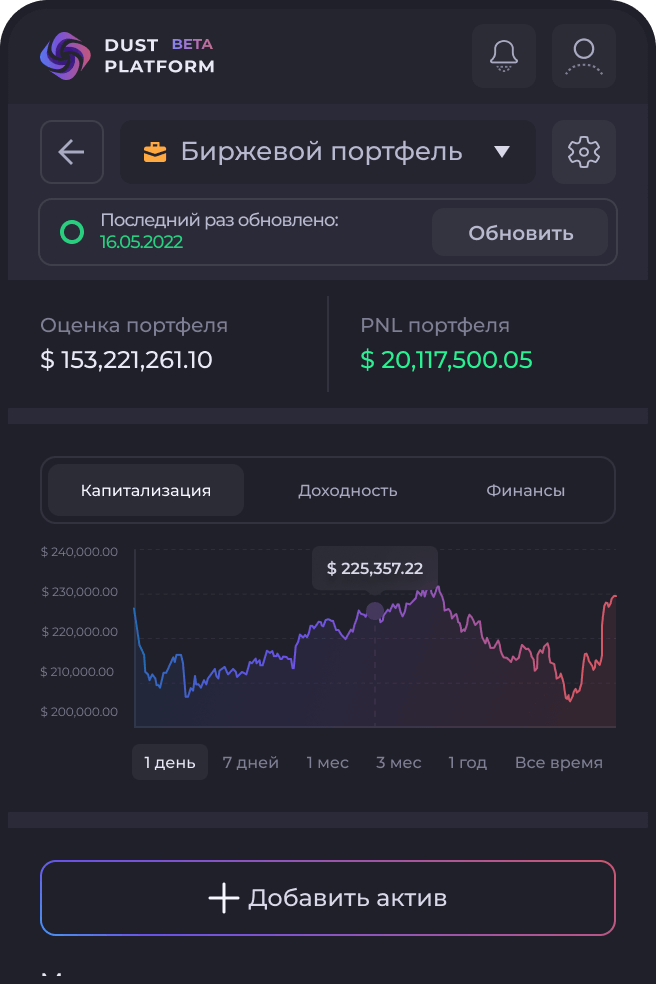 DUST BETA
PLATFORM
Биржевой портфель
Последний раз обновлено:
16.05.2022
Обновить
Оценка портфеля
$ 153,221,261.10
PNL портфеля
$ 20,117,500.05
Капитализация Доходность Финансы
$ 240,000.00
$ 230,000.00
$ 220,000.00
$ 210,000.00
$ 200,000.00
$ 225,357.22
1 день 7 дней 1 мес 3 мес 1 год Все время
Добавить актив